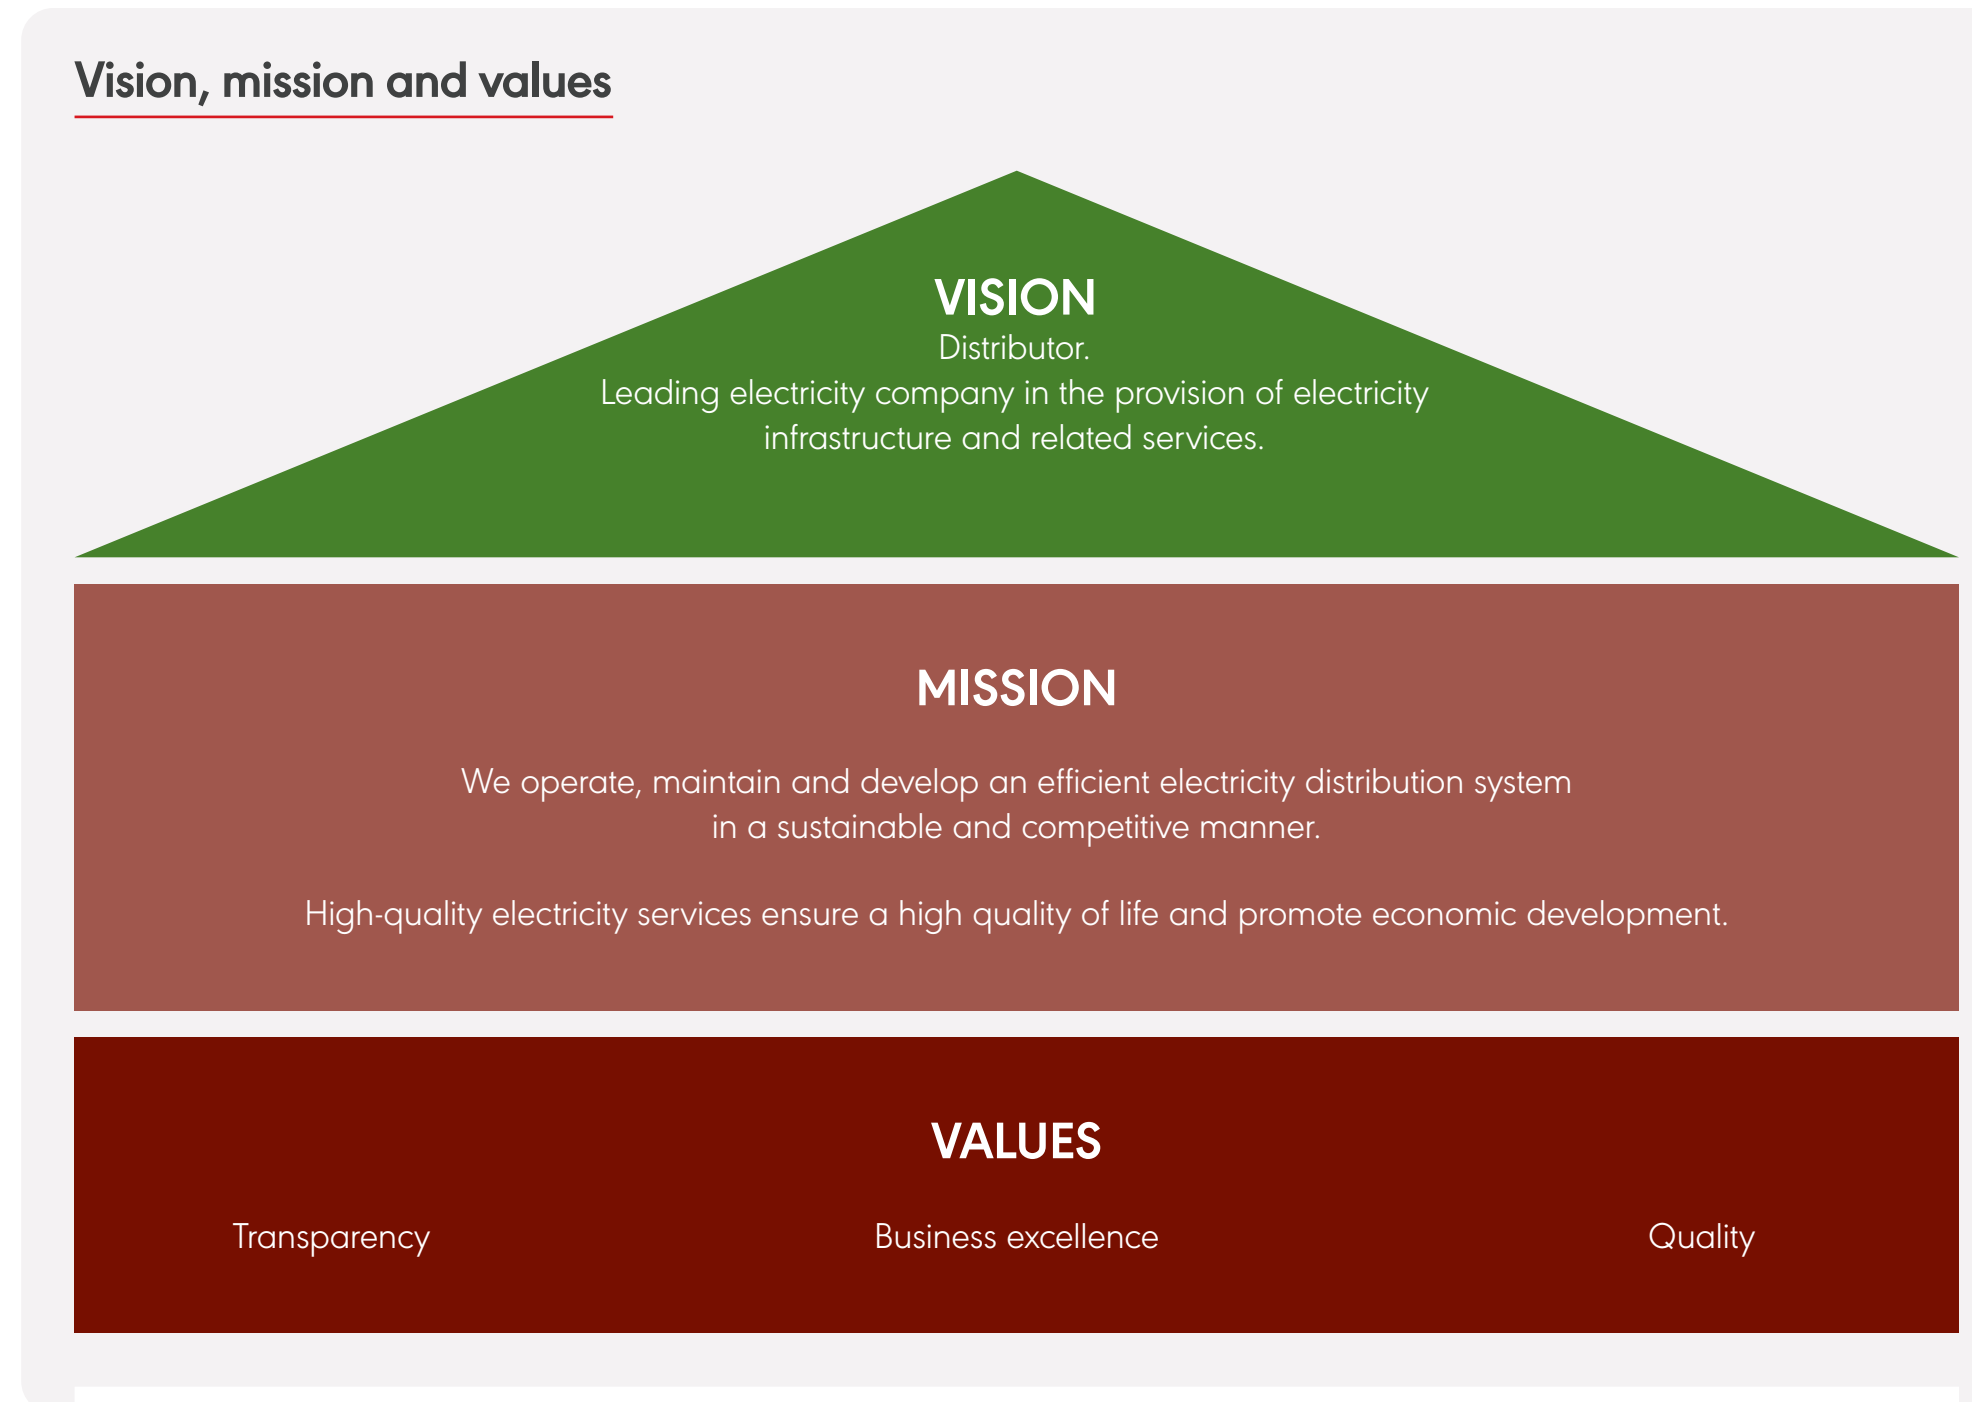 Vision, mission and values
VISION
Distributor.
Leading electricity company in the provision of electricity
infrastructure and related services.
MISSION
We operate, maintain and develop an efficient electricity distribution system
in a sustainable and competitive manner.
High-quality electricity services ensure a high quality of life and promote economic development.
VALUES
Transparency
Business excellence
Quality